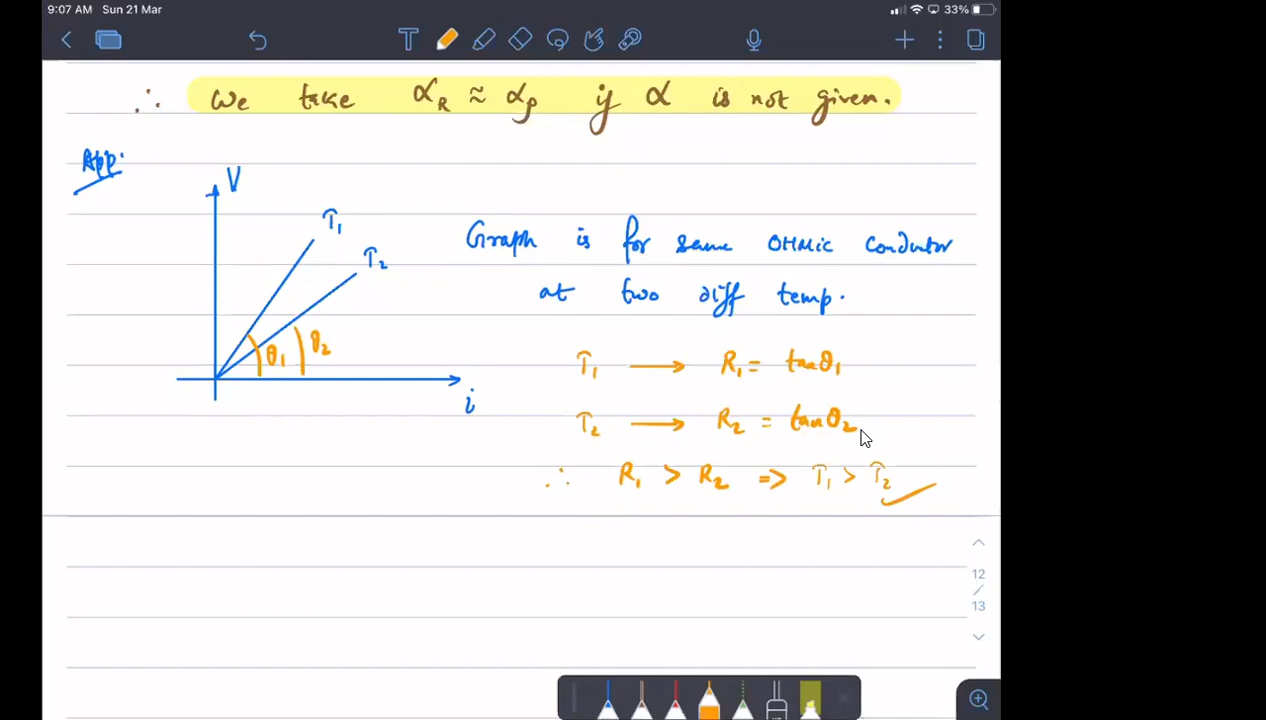 9:07 AM Sun 21 Mar
33%
∴ We take α_R ≈ α_ρ if α is not given.
App:
V
T₁
T₂
θ₁ θ₂
i
Graph is for same OHMic conductor
at two diff temp.
T₁ → R₁ = tanθ₁
T₂ → R₂ = tanθ₂
∴ R₁ > R₂ => T₁ > T₂
12
/
13